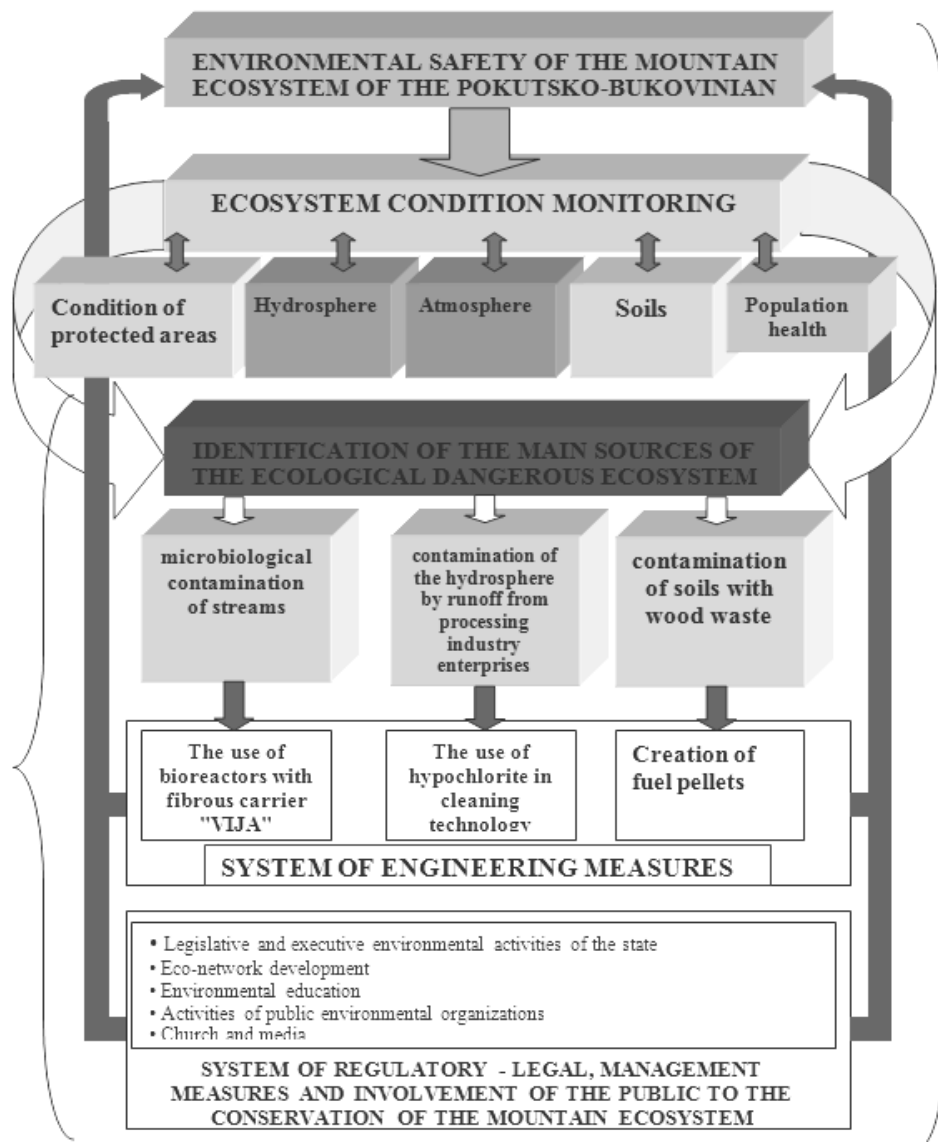 ENVIRONMENTAL SAFETY OF THE MOUNTAIN
ECOSYSTEM OF THE POKUTSKO-BUKOVINIAN
ECOSYSTEM CONDITION MONITORING
Condition of
protected areas
Hydrosphere
Atmosphere
Soils
Population
health
IDENTIFICATION OF THE MAIN SOURCES OF
THE ECOLOGICAL DANGEROUS ECOSYSTEM
microbiological
contamination
of streams
contamination of
the hydrosphere
by runoff from
processing
industry
enterprises
contamination
of soils with
wood waste
The use of
bioreactors with
fibrous carrier
"VIJA"
The use of
hypochlorite in
cleaning
technology
Creation of
fuel pellets
SYSTEM OF ENGINEERING MEASURES
• Legislative and executive environmental activities of the state
• Eco-network development
• Environmental education
• Activities of public environmental organizations
• Church and media
SYSTEM OF REGULATORY - LEGAL, MANAGEMENT
MEASURES AND INVOLVEMENT OF THE PUBLIC TO THE
CONSERVATION OF THE MOUNTAIN ECOSYSTEM